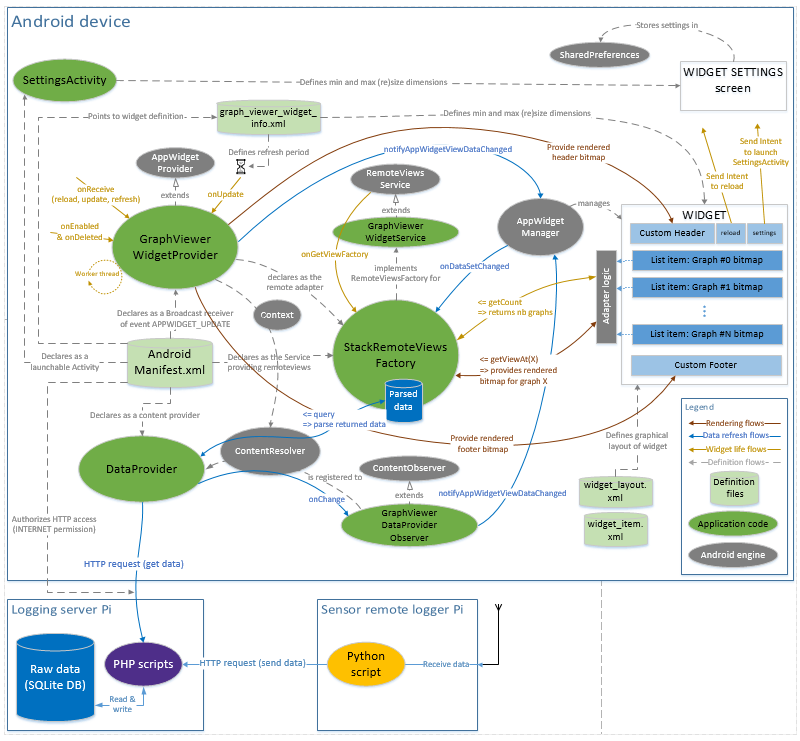 Android device
Stores settings in
SharedPreferences
SettingsActivity
Defines min and max (re)size dimensions
WIDGET SETTINGS
screen
Points to widget definition
graph_viewer_widget_
info.xml
Defines min and max (re)size dimensions
Defines refresh period
notifyAppWidgetViewDataChanged
Provide rendered
header bitmap
Send Intent
to launch
SettingsActivity
AppWidget
Provider
RemoteViews
Service
Send Intent
to reload
onReceive
(reload, update, refresh)
extends
onUpdate
extends
manages
onEnabled
& onDeleted
GraphViewer
WidgetProvider
GraphViewer
WidgetService
AppWidget
Manager
WIDGET
Custom Header
reload
settings
onGetViewFactory
List item: Graph #0 bitmap
Worker thread
declares as the
remote adapter
implements
RemoteViewsFactory for
onDataSetChanged
Adapter logic
List item: Graph #1 bitmap
Declares as a Broadcast receiver
of event APPWIDGET_UPDATE
Context
<= getCount
=> returns nb graphs
List item: Graph #N bitmap
Declares as a
launchable Activity
Android
Manifest.xml
Declares as the Service
providing remoteviews
StackRemoteViews
Factory
<= getViewAt(X)
=> provides rendered
bitmap for graph X
Custom Footer
Parsed
data
Declares as a content provider
<= query
=> parse returned data
Legend
Rendering flows
Data refresh flows
Widget life flows
Definition flows
Definition
files
Application code
Android engine
Provide rendered
footer bitmap
Defines graphical
layout of widget
DataProvider
ContentResolver
ContentObserver
is registered to
extends
onChange
notifyAppWidgetViewDataChanged
widget_layout.
xml
widget_item.
xml
GraphViewer
DataProvider
Observer
Authorizes HTTP access
(INTERNET permission)
HTTP request (get data)
Logging server Pi
Raw data
(SQLite DB)
PHP scripts
Read &
write
HTTP request (send data)
Sensor remote logger Pi
Python
script
Receive data